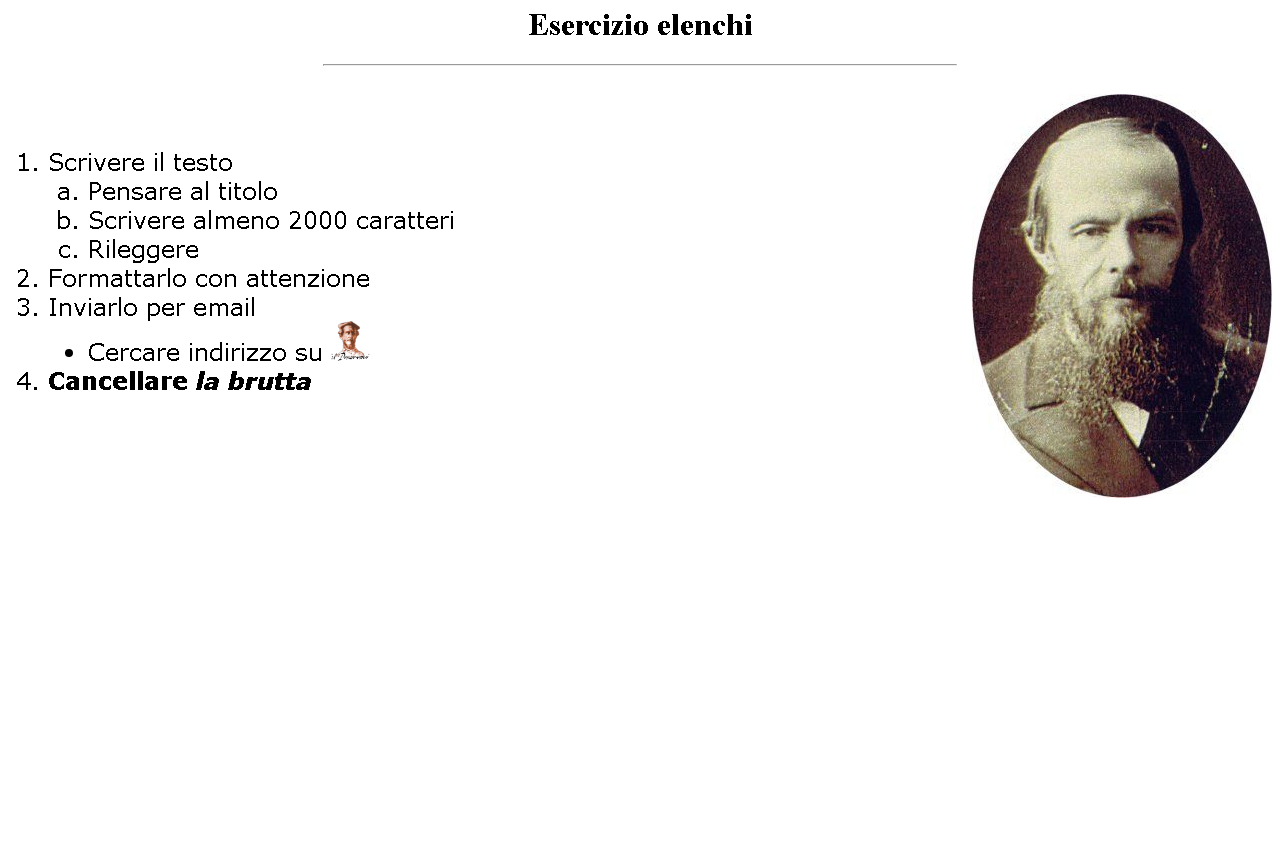 Esercizio elenchi
1. Scrivere il testo
a. Pensare al titolo
b. Scrivere almeno 2000 caratteri
c. Rileggere
2. Formattarlo con attenzione
3. Inviarlo per email
• Cercare indirizzo su
4. Cancellare la brutta